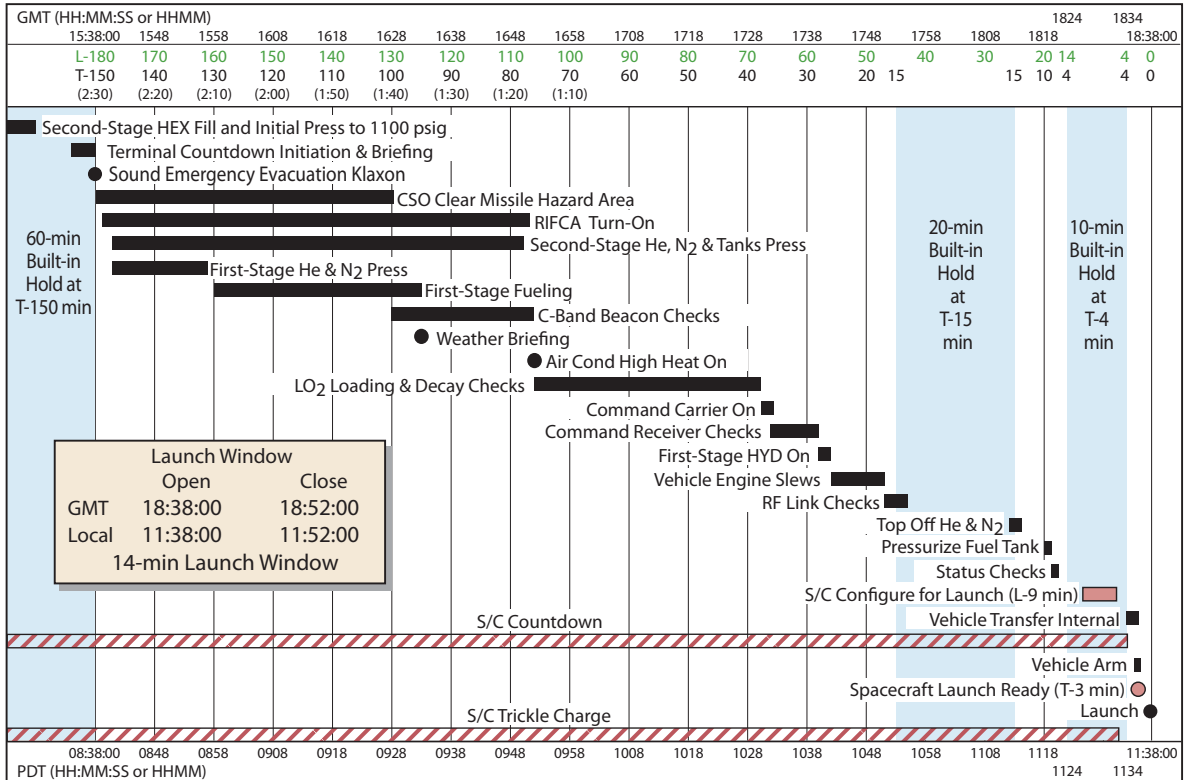 GMT (HH:MM:SS or HHMM) 1824 1834
15:38:00 1548 1558 1608 1618 1628 1638 1648 1658 1708 1718 1728 1738 1748 1758 1808 1818 18:38:00
L-180 170 160 150 140 130 120 110 100 90 80 70 60 50 40 30 20 14 4 0
T-150 140 130 120 110 100 90 80 70 60 50 40 30 20 15 15 10 4 4 0
(2:30) (2:20) (2:10) (2:00) (1:50) (1:40) (1:30) (1:20) (1:10)
Second-Stage HEX Fill and Initial Press to 1100 psig
Terminal Countdown Initiation & Briefing
Sound Emergency Evacuation Klaxon
CSO Clear Missile Hazard Area
RIFCA Turn-On
Second-Stage He, N2 & Tanks Press
First-Stage He & N2 Press
First-Stage Fueling
C-Band Beacon Checks
Weather Briefing
Air Cond High Heat On
LO2 Loading & Decay Checks
Command Carrier On
Command Receiver Checks
First-Stage HYD On
Vehicle Engine Slews
RF Link Checks
Top Off He & N2
Pressurize Fuel Tank
Status Checks
S/C Configure for Launch (L-9 min)
Vehicle Transfer Internal
S/C Countdown
Vehicle Arm
Spacecraft Launch Ready (T-3 min)
Launch
S/C Trickle Charge
60-min
Built-in
Hold at
T-150 min
20-min
Built-in
Hold
at
T-15
min
10-min
Built-in
Hold
at
T-4
min
Launch Window
Open Close
GMT 18:38:00 18:52:00
Local 11:38:00 11:52:00
14-min Launch Window
08:38:00 0848 0858 0908 0918 0928 0938 0948 0958 1008 1018 1028 1038 1048 1058 1108 1118 11:38:00
PDT (HH:MM:SS or HHMM) 1124 1134